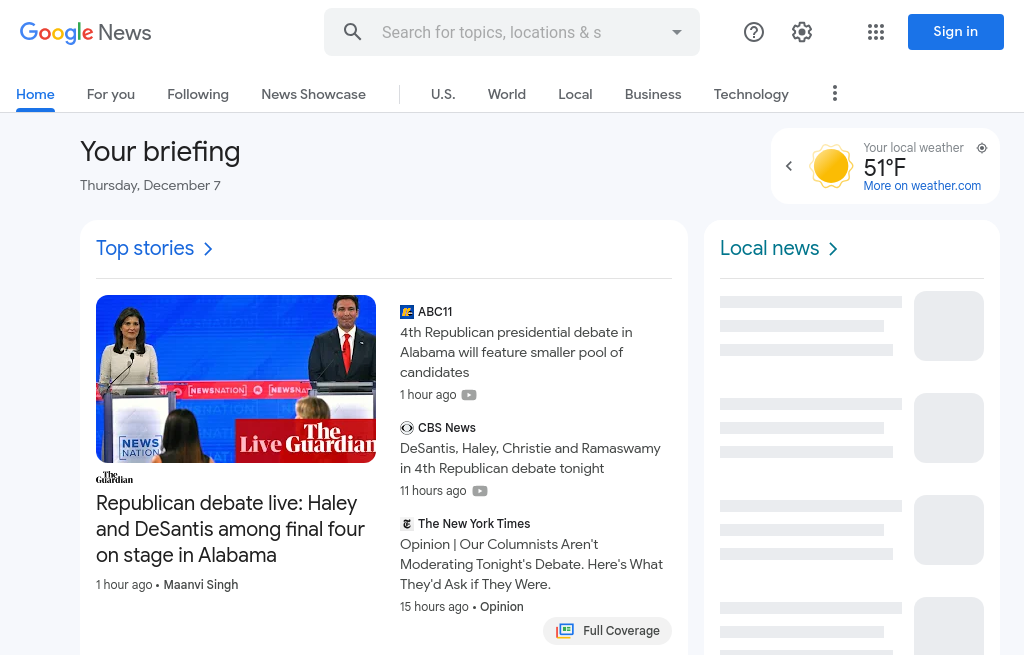 Google News
Search for topics, locations & s
Sign in
Home
For you
Following
News Showcase
U.S.
World
Local
Business
Technology
Your briefing
Thursday, December 7
Your local weather
51°F
More on weather.com
Top stories
[NEWSNATION]
[NEWSNA
NEWS
NATION
Live The
Guardian
The
Guardian
Republican debate live: Haley
and DeSantis among final four
on stage in Alabama
1 hour ago • Maanvi Singh
ABC11
4th Republican presidential debate in
Alabama will feature smaller pool of
candidates
1 hour ago
CBS News
DeSantis, Haley, Christie and Ramaswamy
in 4th Republican debate tonight
11 hours ago
The New York Times
Opinion | Our Columnists Aren't
Moderating Tonight's Debate. Here's What
They'd Ask if They Were.
15 hours ago • Opinion
Full Coverage
Local news